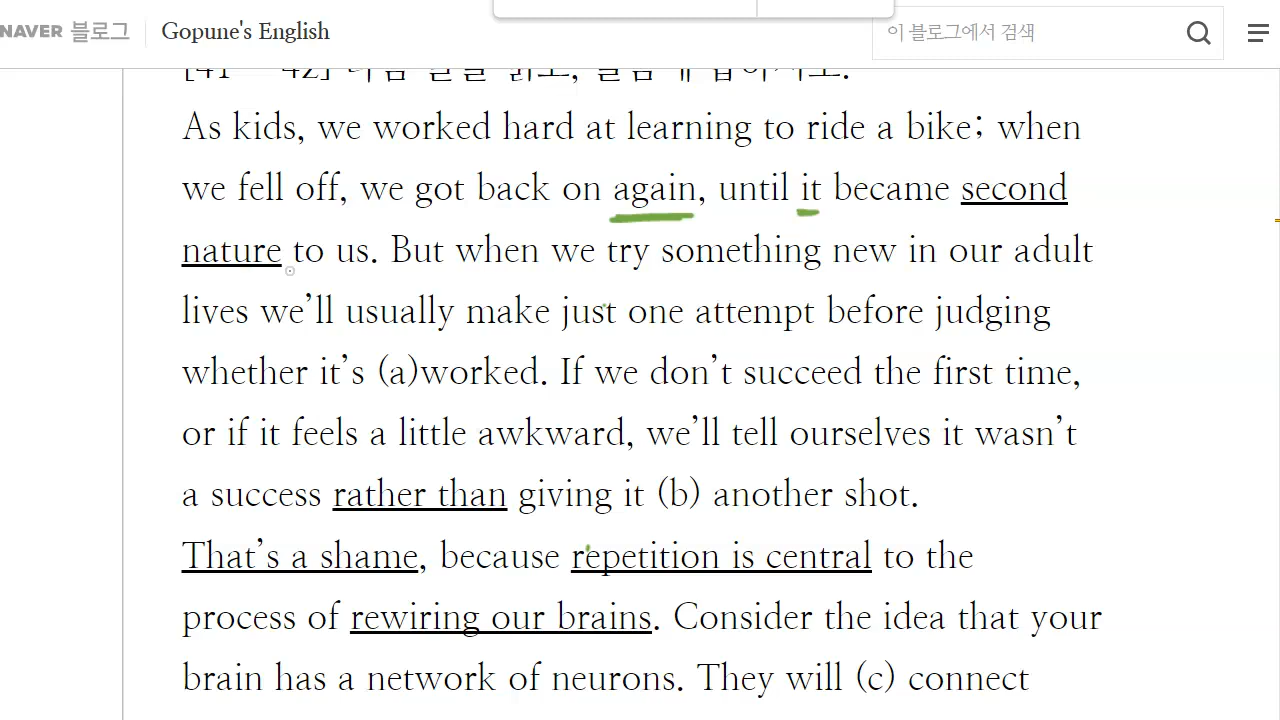 NAVER 블로그 Gopune's English 이 블로그에서 검색
As kids, we worked hard at learning to ride a bike; when
we fell off, we got back on again, until it became second
nature to us. But when we try something new in our adult
lives we’ll usually make just one attempt before judging
whether it’s (a)worked. If we don’t succeed the first time,
or if it feels a little awkward, we’ll tell ourselves it wasn’t
a success rather than giving it (b) another shot.
That’s a shame, because repetition is central to the
process of rewiring our brains. Consider the idea that your
brain has a network of neurons. They will (c) connect